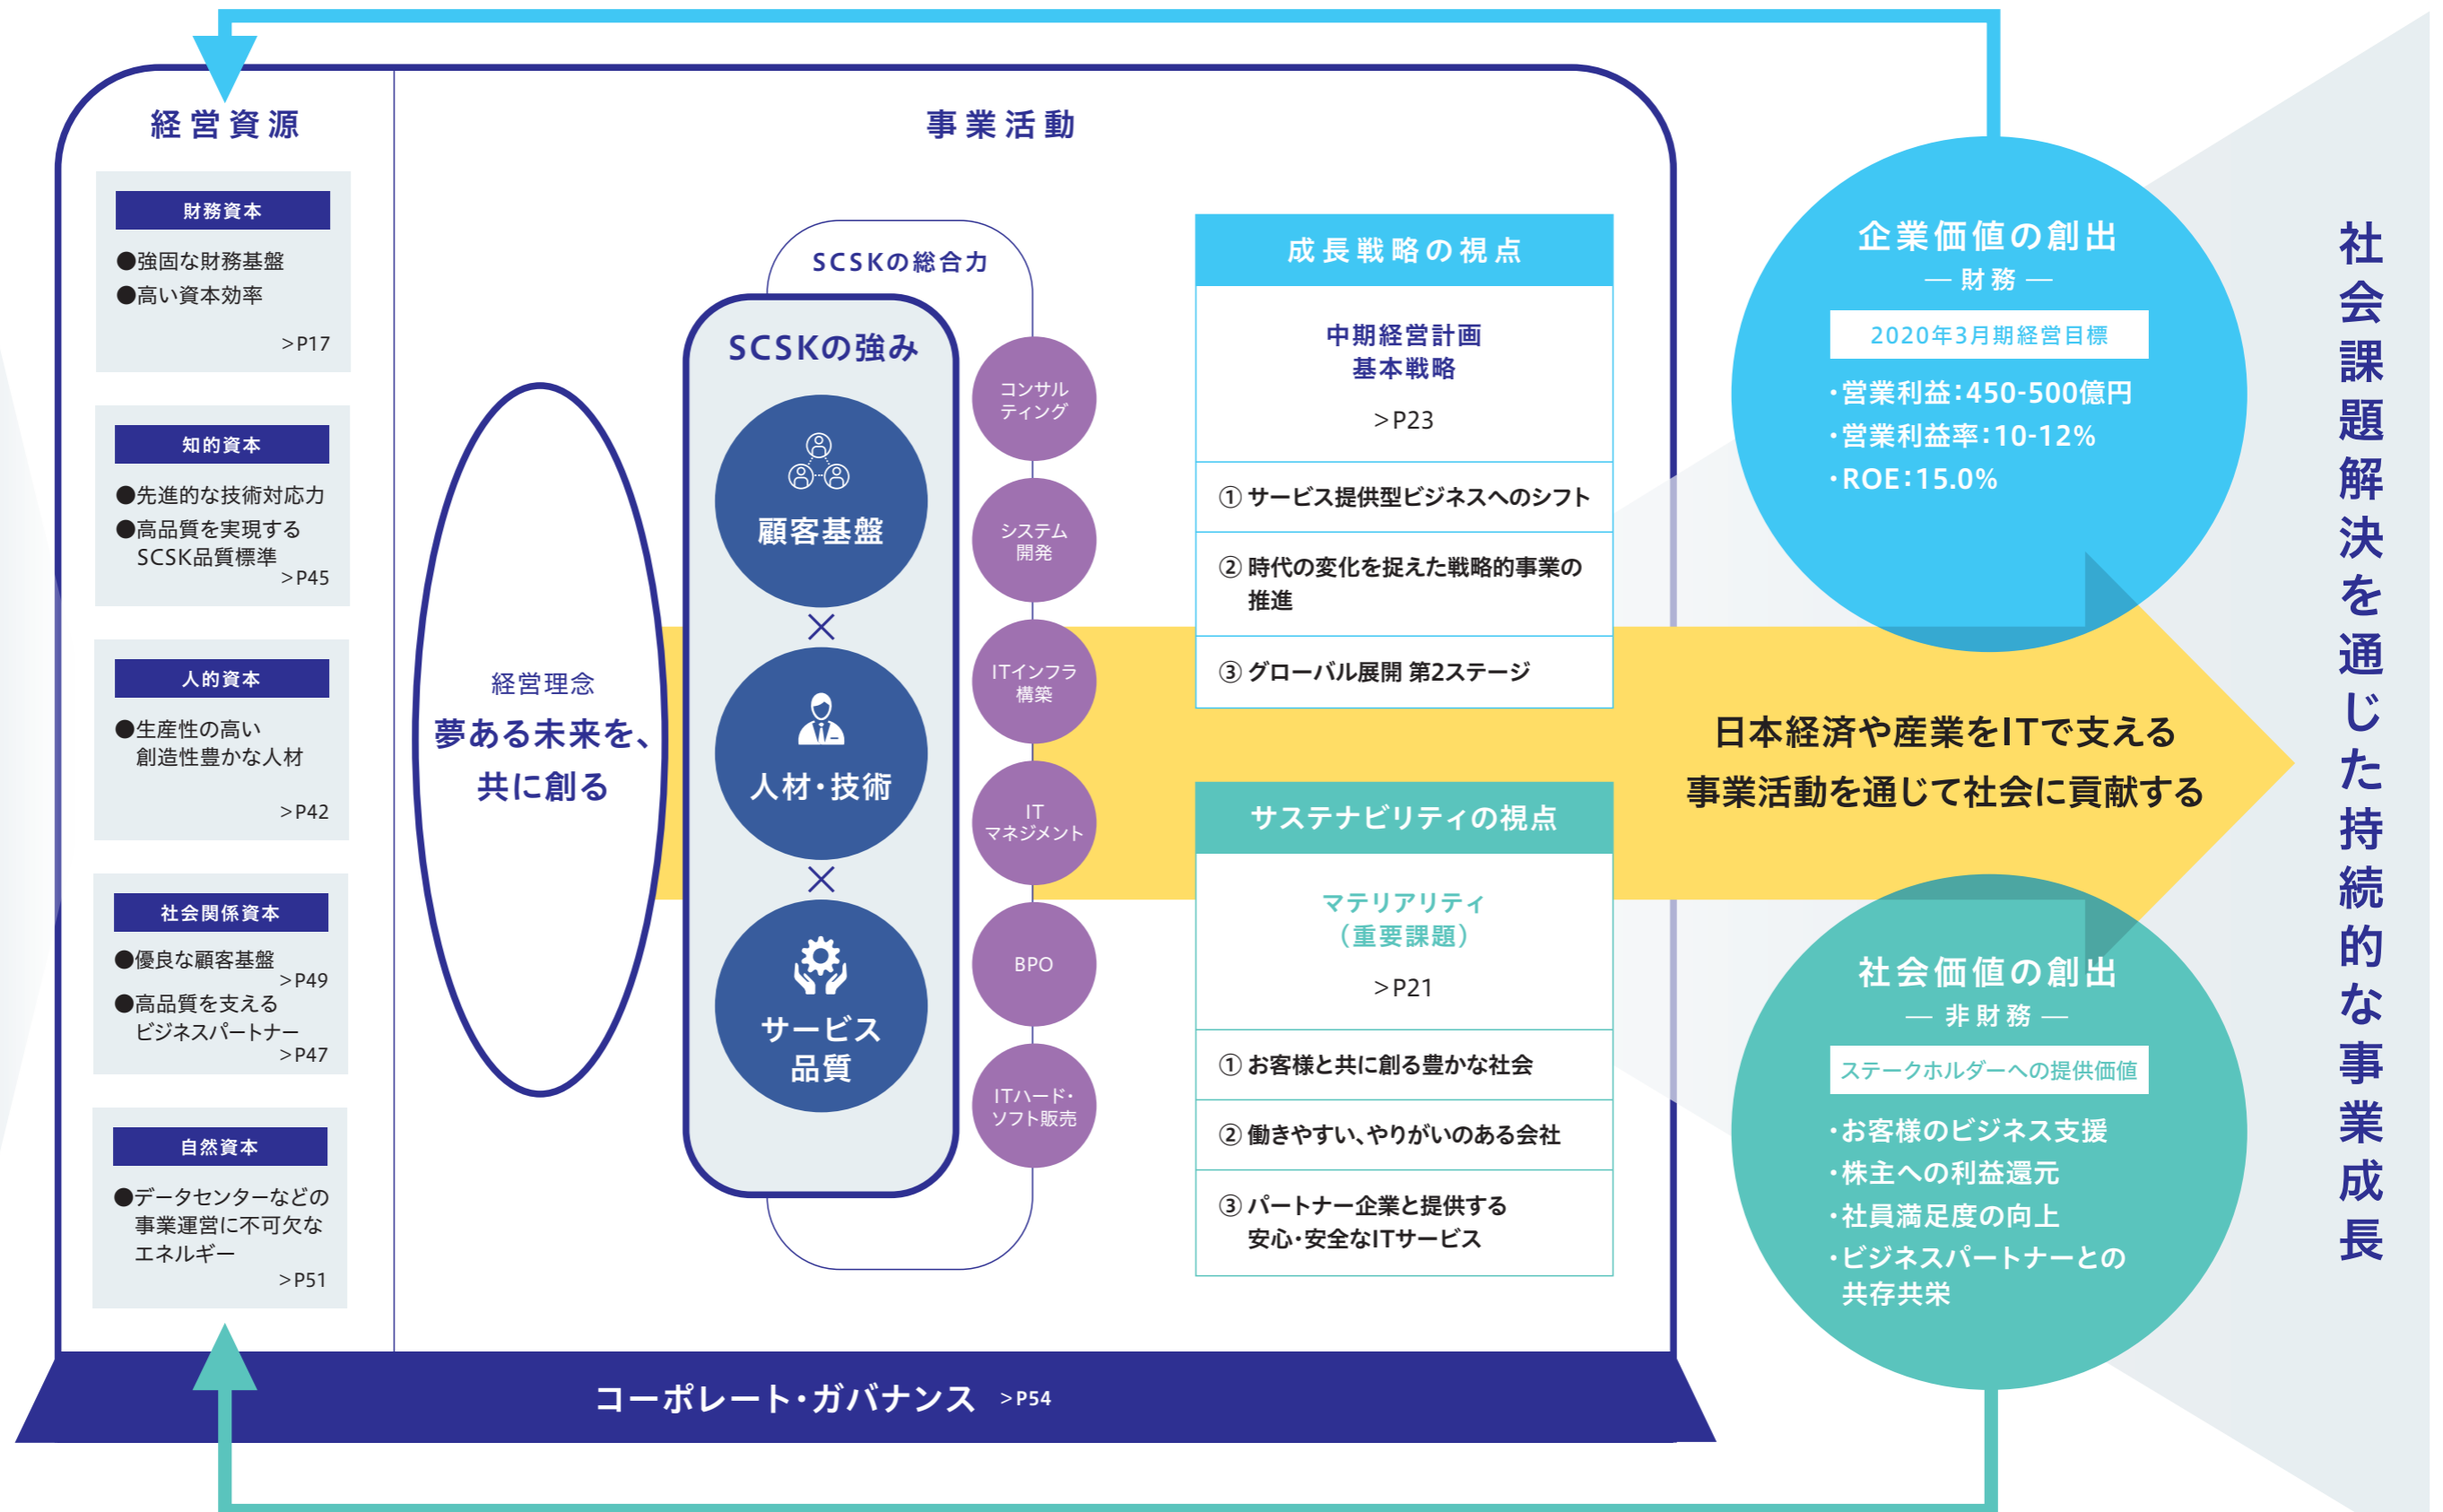 経営資源
財務資本
●強固な財務基盤
●高い資本効率
>P17
知的資本
●先進的な技術対応力
●高品質を実現する
SCSK品質標準
>P45
人的資本
●生産性の高い
創造性豊かな人材
>P42
社会関係資本
●優良な顧客基盤
>P49
●高品質を支える
ビジネスパートナー
>P47
自然資本
●データセンターなどの
事業運営に不可欠な
エネルギー
>P51
事業活動
経営理念
夢ある未来を、
共に創る
SCSKの総合力
SCSKの強み
顧客基盤
×
人材・技術
×
サービス
品質
コンサル
ティング
システム
開発
ITインフラ
構築
IT
マネジメント
BPO
ITハード・
ソフト販売
成長戦略の視点
中期経営計画
基本戦略
>P23
① サービス提供型ビジネスへのシフト
② 時代の変化を捉えた戦略的事業の
推進
③ グローバル展開 第2ステージ
サステナビリティの視点
マテリアリティ
（重要課題）
>P21
① お客様と共に創る豊かな社会
② 働きやすい、やりがいのある会社
③ パートナー企業と提供する
安心・安全なITサービス
コーポレート・ガバナンス >P54
企業価値の創出
― 財務 ―
2020年3月期経営目標
・営業利益：450-500億円
・営業利益率：10-12%
・ROE：15.0%
日本経済や産業をITで支える
事業活動を通じて社会に貢献する
社会価値の創出
― 非財務 ―
ステークホルダーへの提供価値
・お客様のビジネス支援
・株主への利益還元
・社員満足度の向上
・ビジネスパートナーとの
共存共栄
社会課題解決を通じた持続的な事業成長